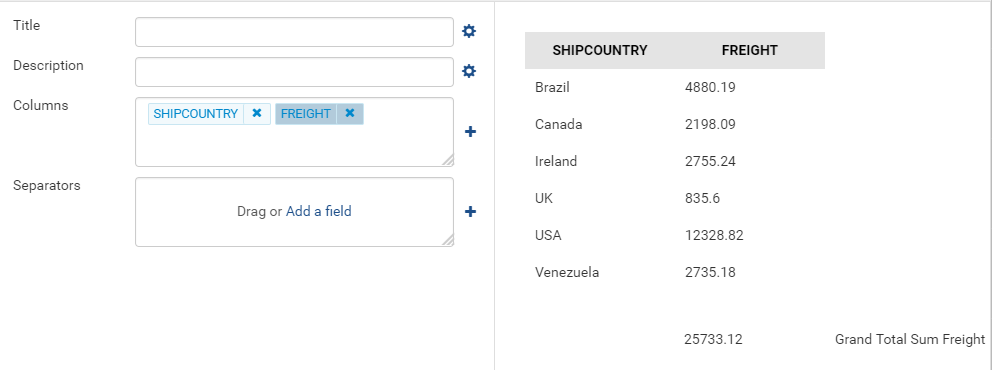 Title
Description
Columns
SHIPCOUNTRY FREIGHT
Separators
Drag or Add a field
SHIPCOUNTRY FREIGHT
Brazil 4880.19
Canada 2198.09
Ireland 2755.24
UK 835.6
USA 12328.82
Venezuela 2735.18
25733.12 Grand Total Sum Freight